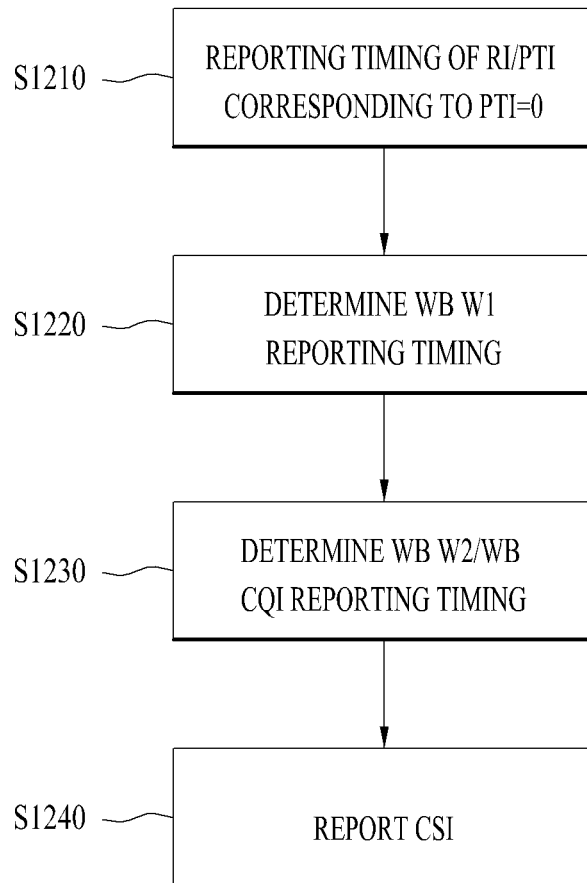 S1210
REPORTING TIMING OF RI/PTI
CORRESPONDING TO PTI=0
S1220
DETERMINE WB W1
REPORTING TIMING
S1230
DETERMINE WB W2/WB
CQI REPORTING TIMING
S1240
REPORT CSI